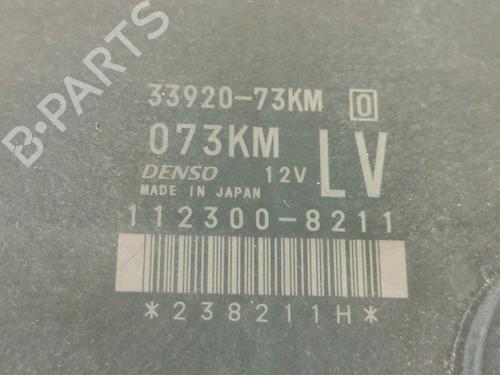 33920-73KM 0
073KM LV
DENSO 12V
MADE IN JAPAN
112300-8211
*238211H*
B-PARTS